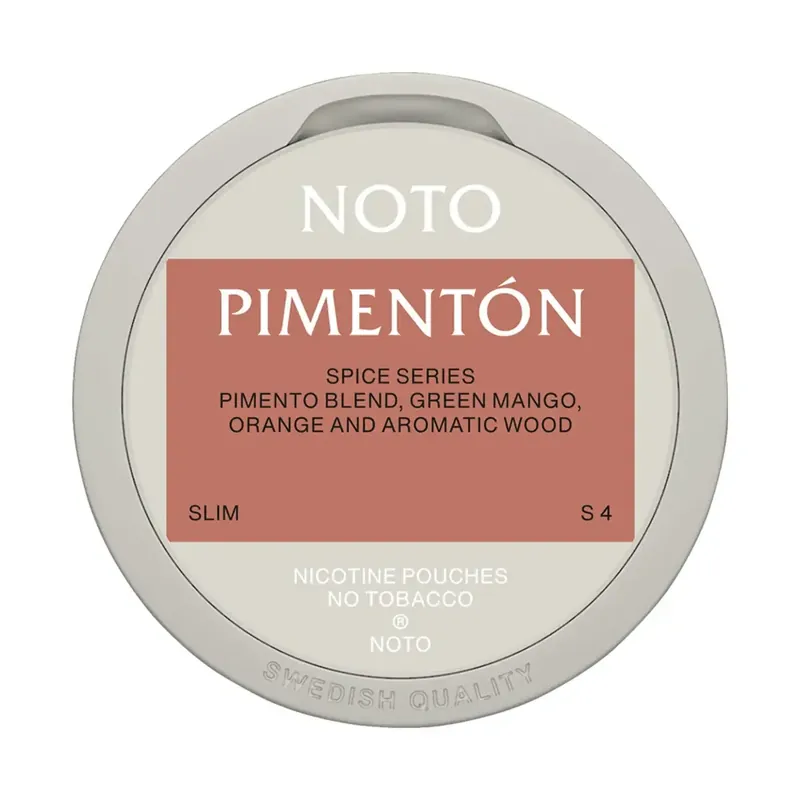 NOTO
PIMENTÓN
SPICE SERIES
PIMENTO BLEND, GREEN MANGO,
ORANGE AND AROMATIC WOOD
SLIM S 4
NICOTINE POUCHES
NO TOBACCO
®
NOTO
SWEDISH QUALITY